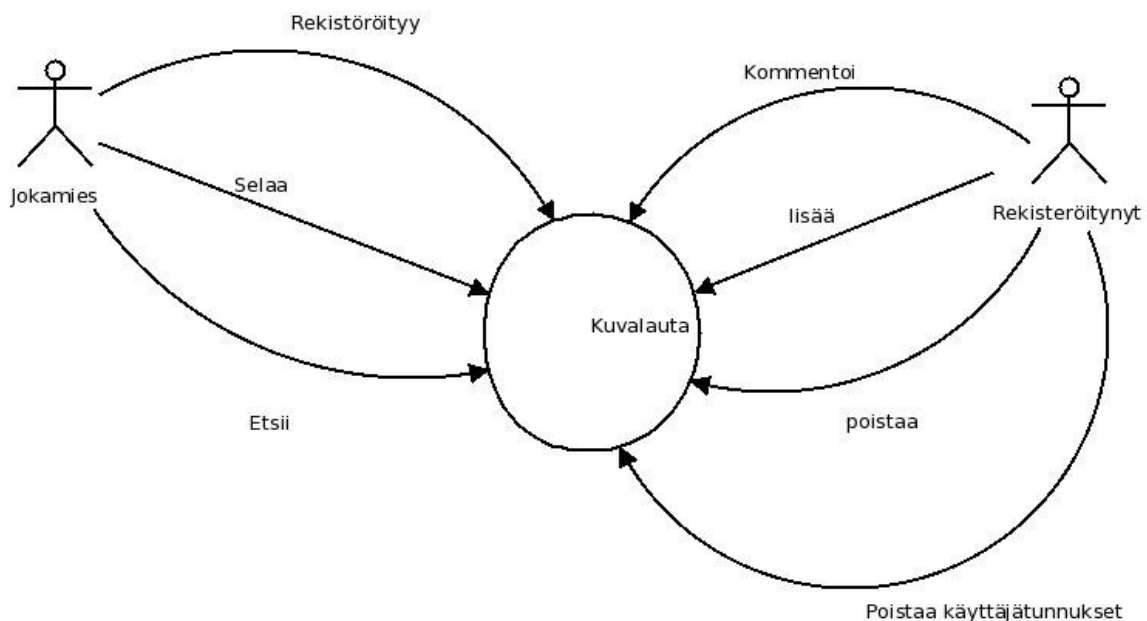 Rekistöröityy
Kommentoi
Jokamies
Selaa
lisää
Rekisteröitynyt
Kuvalauta
Etsii
poistaa
Poistaa käyttäjätunnukset